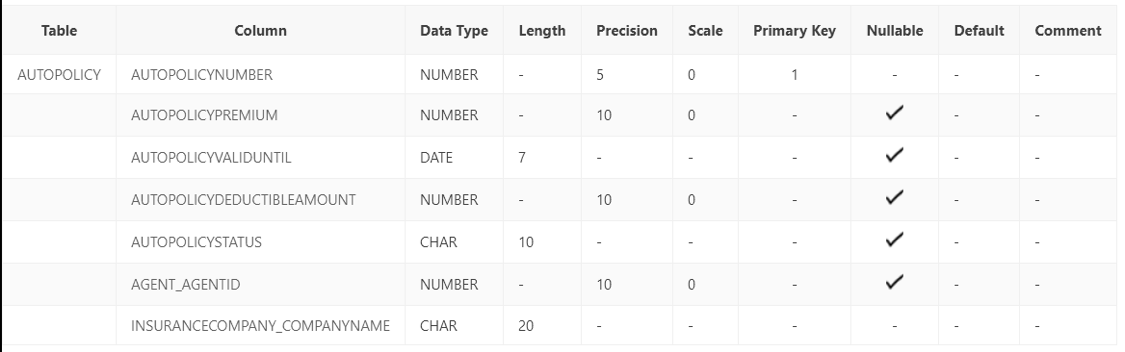 Table Column Data Type Length Precision Scale Primary Key Nullable Default Comment
AUTOPOLICY AUTOPOLICYNUMBER NUMBER - 5 0 1 - - -
AUTOPOLICYPREMIUM NUMBER - 10 0 - ✓ - -
AUTOPOLICYVALIDUNTIL DATE 7 - - - ✓ - -
AUTOPOLICYDEDUCTIBLEAMOUNT NUMBER - 10 0 - ✓ - -
AUTOPOLICYSTATUS CHAR 10 - - - ✓ - -
AGENT_AGENTID NUMBER - 10 0 - ✓ - -
INSURANCECOMPANY_COMPANYNAME CHAR 20 - - - - - -